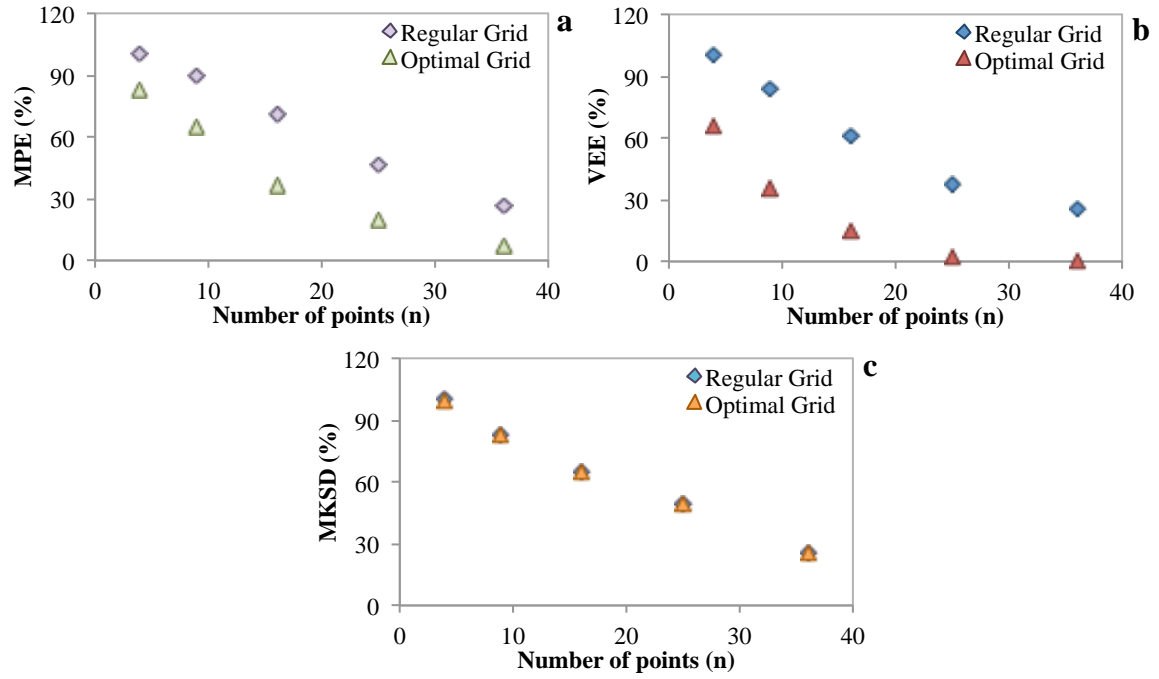 a
MPE (%)
120
90
60
30
0
Regular Grid
Optimal Grid
0 10 20 30 40
Number of points (n)
b
VEE (%)
120
90
60
30
0
Regular Grid
Optimal Grid
0 10 20 30 40
Number of points (n)
c
MKSD (%)
120
90
60
30
0
Regular Grid
Optimal Grid
0 10 20 30 40
Number of points (n)